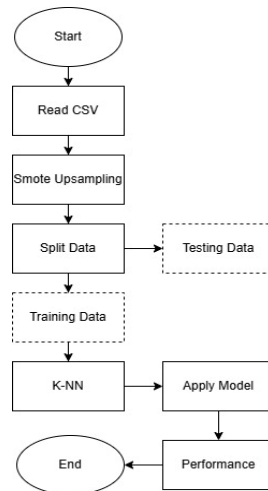 Start
Read CSV
Smote Upsampling
Split Data
Testing Data
Training Data
K-NN
Apply Model
End
Performance